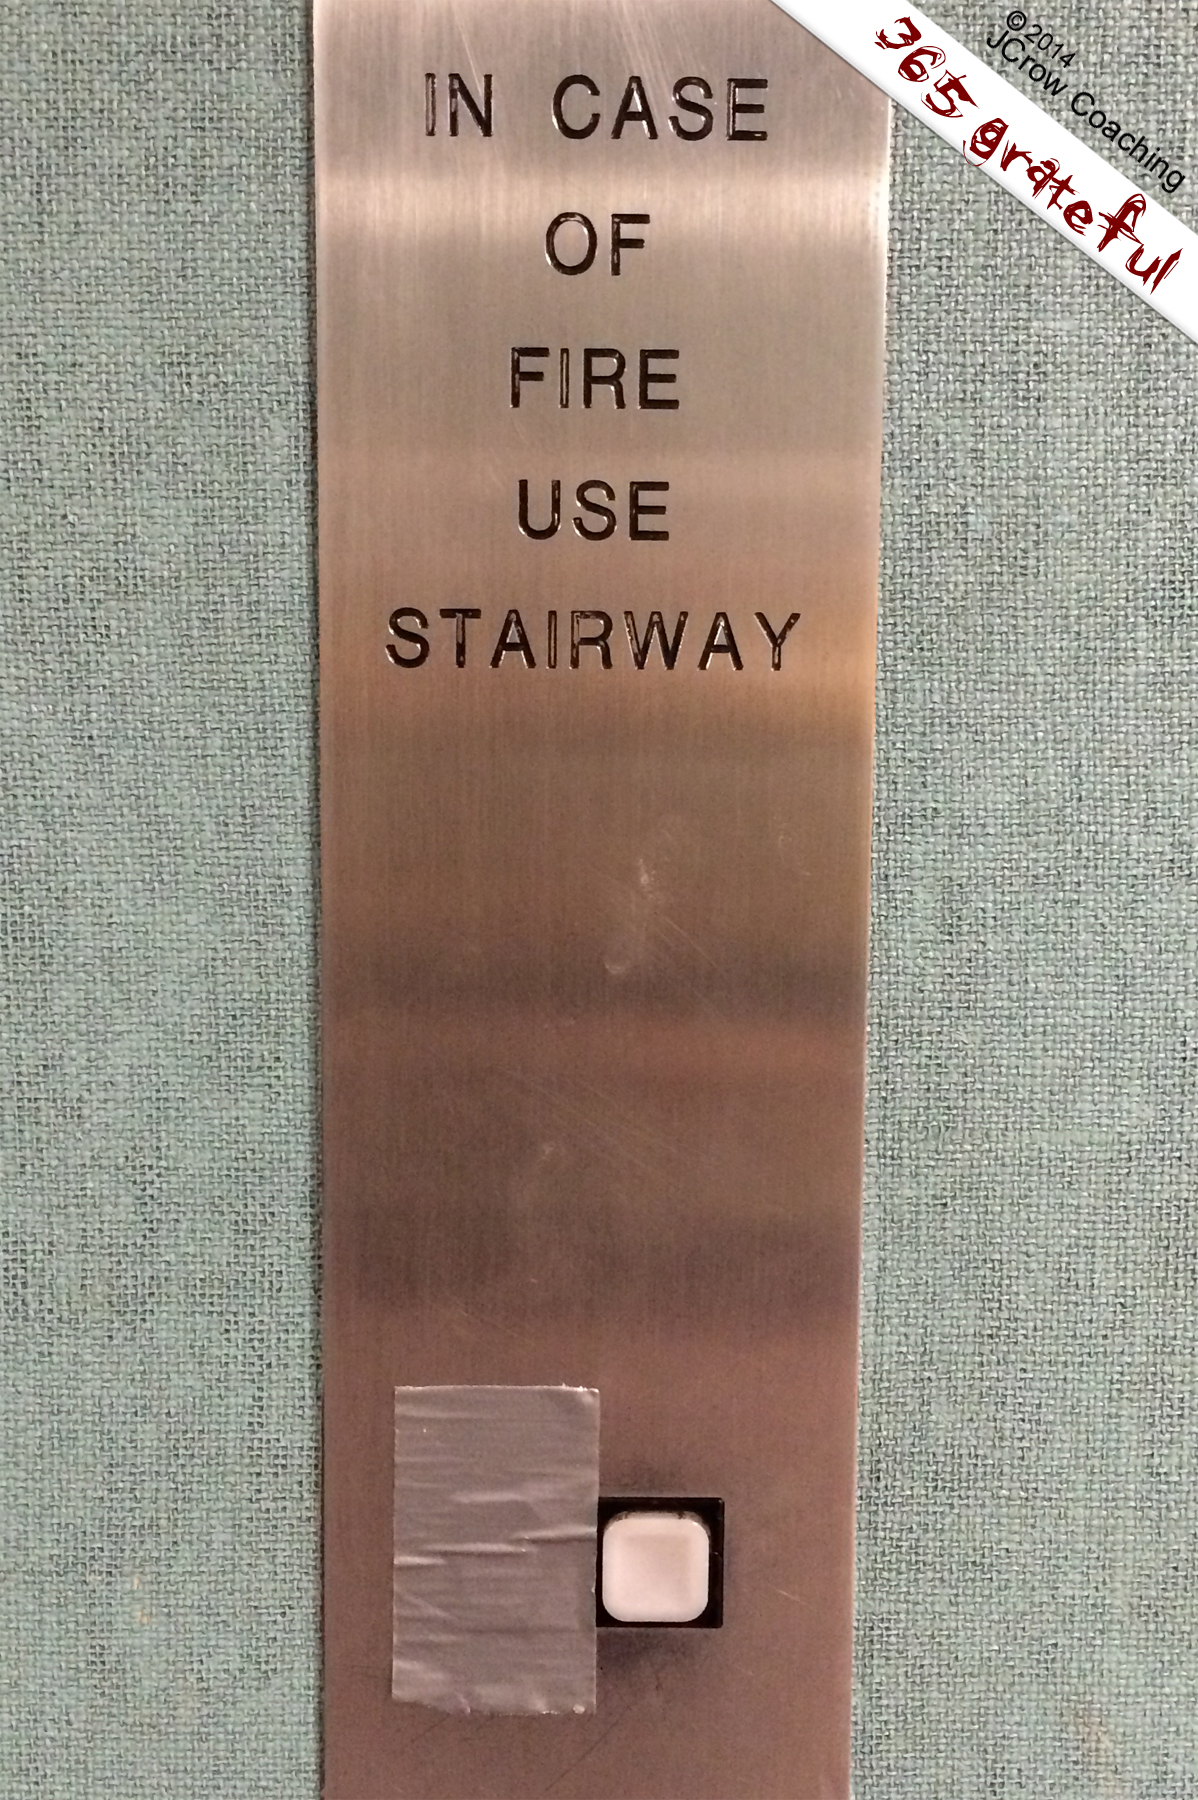 IN CASE
OF
FIRE
USE
STAIRWAY
©2014
JCrow Coaching
365 grateful